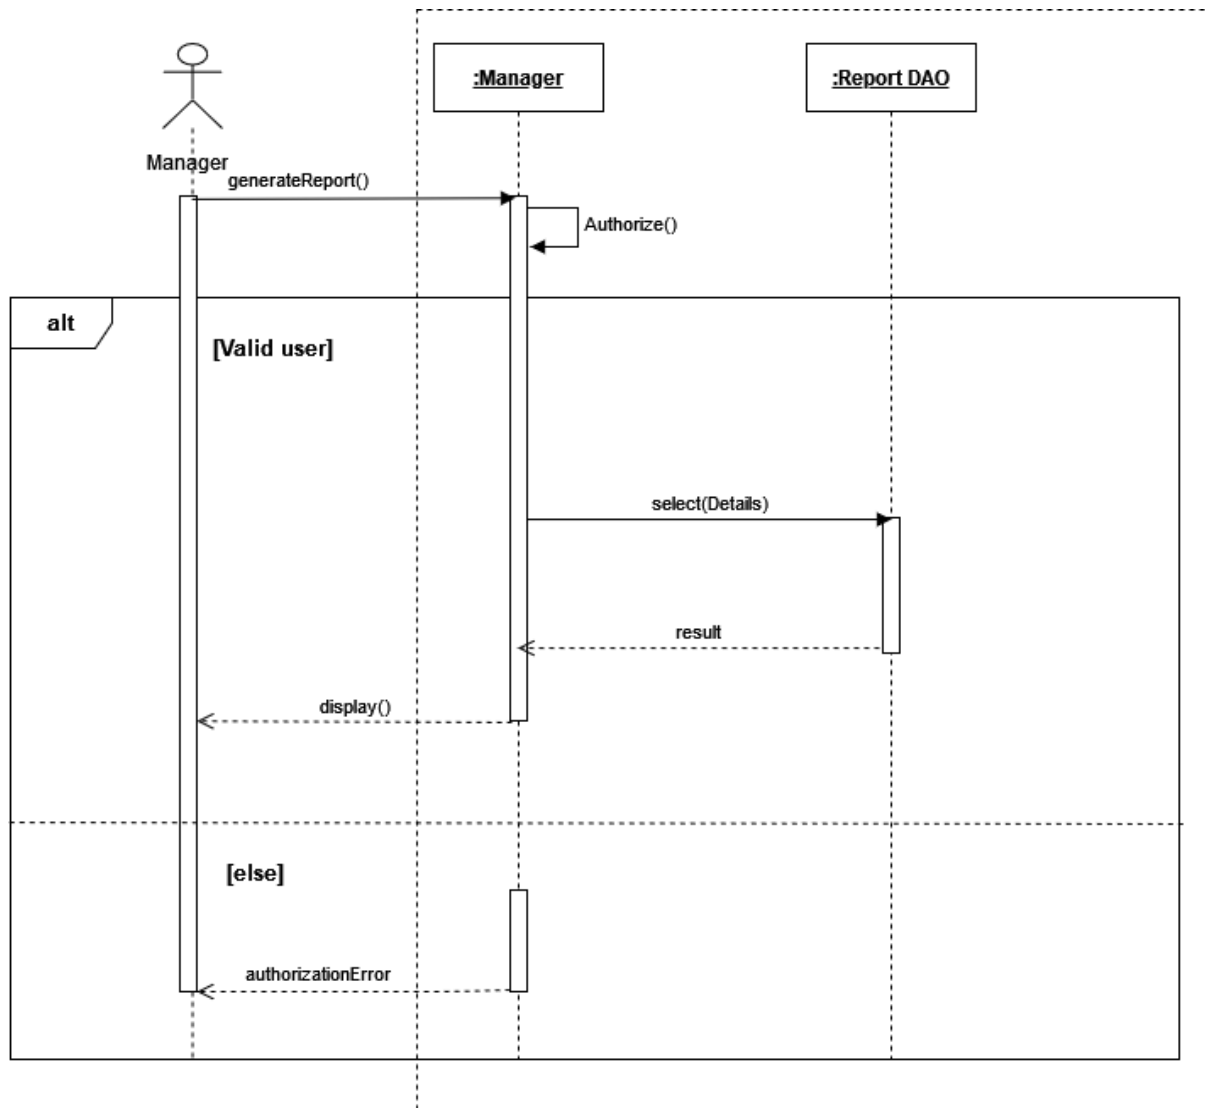 :Manager
:Report DAO
Manager
generateReport()
Authorize()
alt
[Valid user]
select(Details)
result
display()
[else]
authorizationError